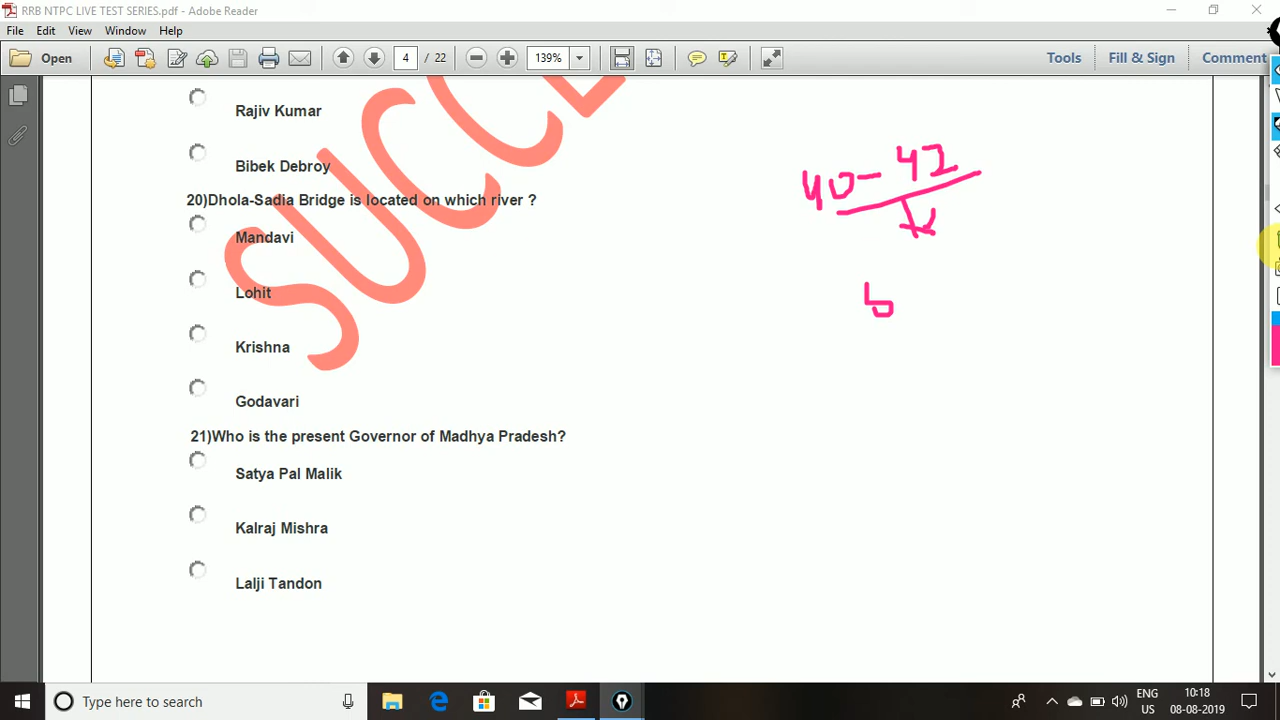 RRB NTPC LIVE TEST SERIES.pdf - Adobe Reader
File Edit View Window Help
Open 4 / 22 139% Tools Fill & Sign Comment
Rajiv Kumar
Bibek Debroy
20)Dhola-Sadia Bridge is located on which river ?
Mandavi
Lohit
Krishna
Godavari
21)Who is the present Governor of Madhya Pradesh?
Satya Pal Malik
Kalraj Mishra
Lalji Tandon
SUCCE
40-42
Type here to search
ENG
US
10:18
08-08-2019